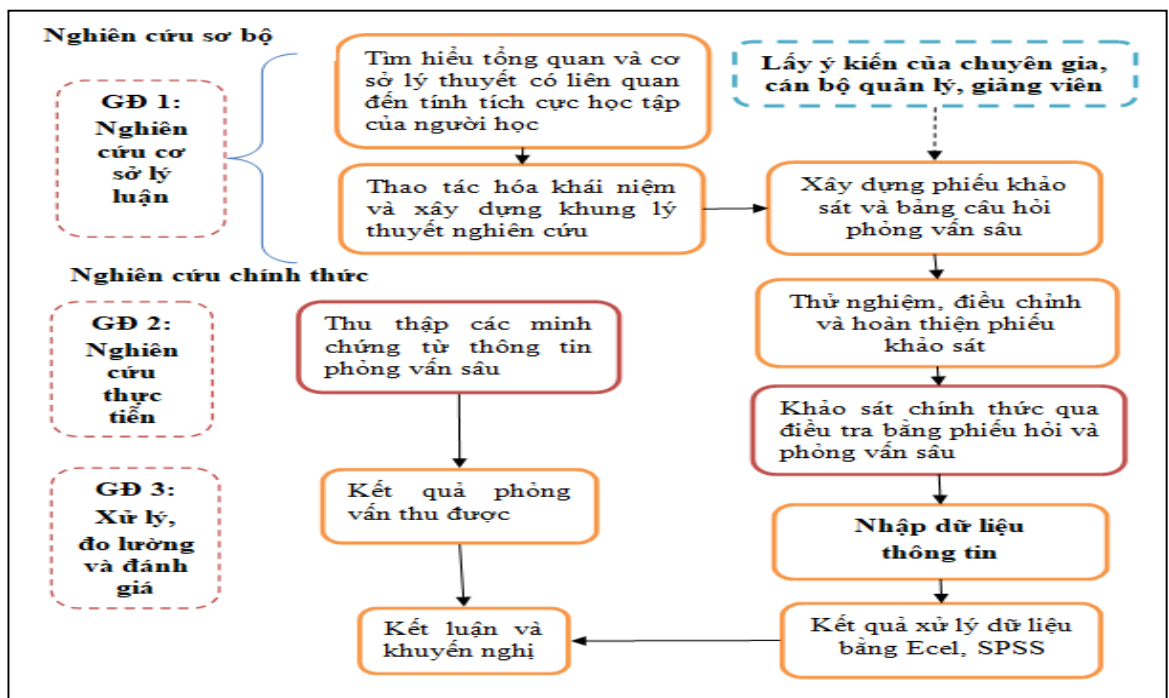 Nghiên cứu sơ bộ
GĐ 1:
Nghiên
cứu cơ
sở lý
luận
Tìm hiểu tổng quan và cơ
sở lý thuyết có liên quan
đến tính tích cực học tập
của người học
Lấy ý kiến của chuyên gia,
cán bộ quản lý, giảng viên
Thao tác hóa khái niệm
và xây dựng khung lý
thuyết nghiên cứu
Xây dựng phiếu khảo
sát và bảng câu hỏi
phỏng vấn sâu
Nghiên cứu chính thức
GĐ 2:
Nghiên
cứu
thực
tiễn
Thu thập các minh
chứng từ thông tin
phỏng vấn sâu
Thử nghiệm, điều chỉnh
và hoàn thiện phiếu
khảo sát
Khảo sát chính thức qua
điều tra bằng phiếu hỏi và
phỏng vấn sâu
GĐ 3:
Xử lý,
đo lường
và đánh
giá
Kết quả phỏng
vấn thu được
Nhập dữ liệu
thông tin
Kết luận và
khuyến nghị
Kết quả xử lý dữ liệu
bằng Ecel, SPSS